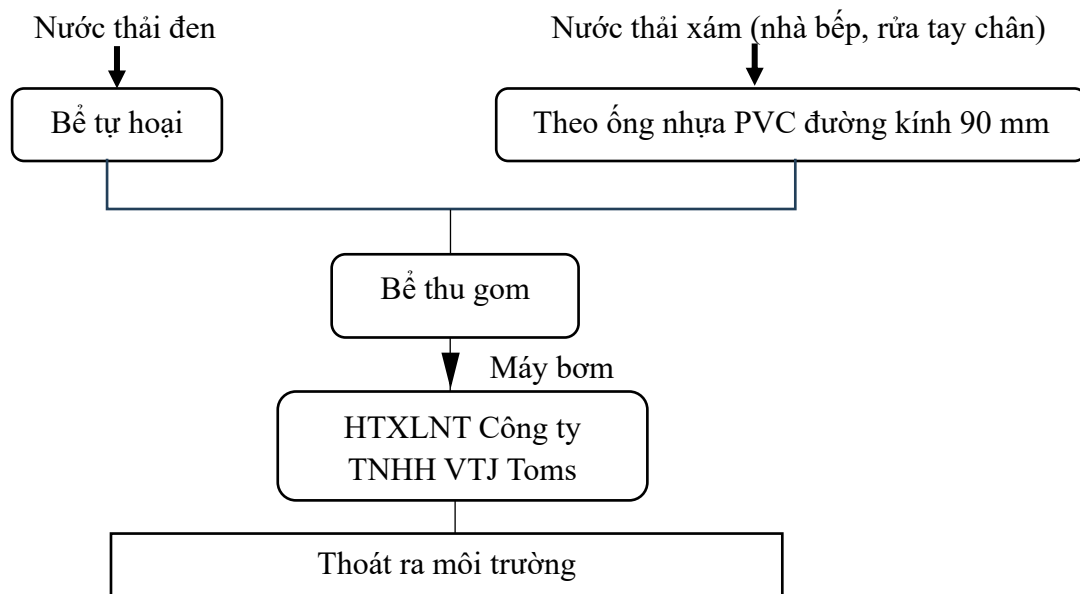 Nước thải đen
Nước thải xám (nhà bếp, rửa tay chân)
Bể tự hoại
Theo ống nhựa PVC đường kính 90 mm
Bể thu gom
Máy bơm
HTXLNT Công ty
TNHH VTJ Toms
Thoát ra môi trường